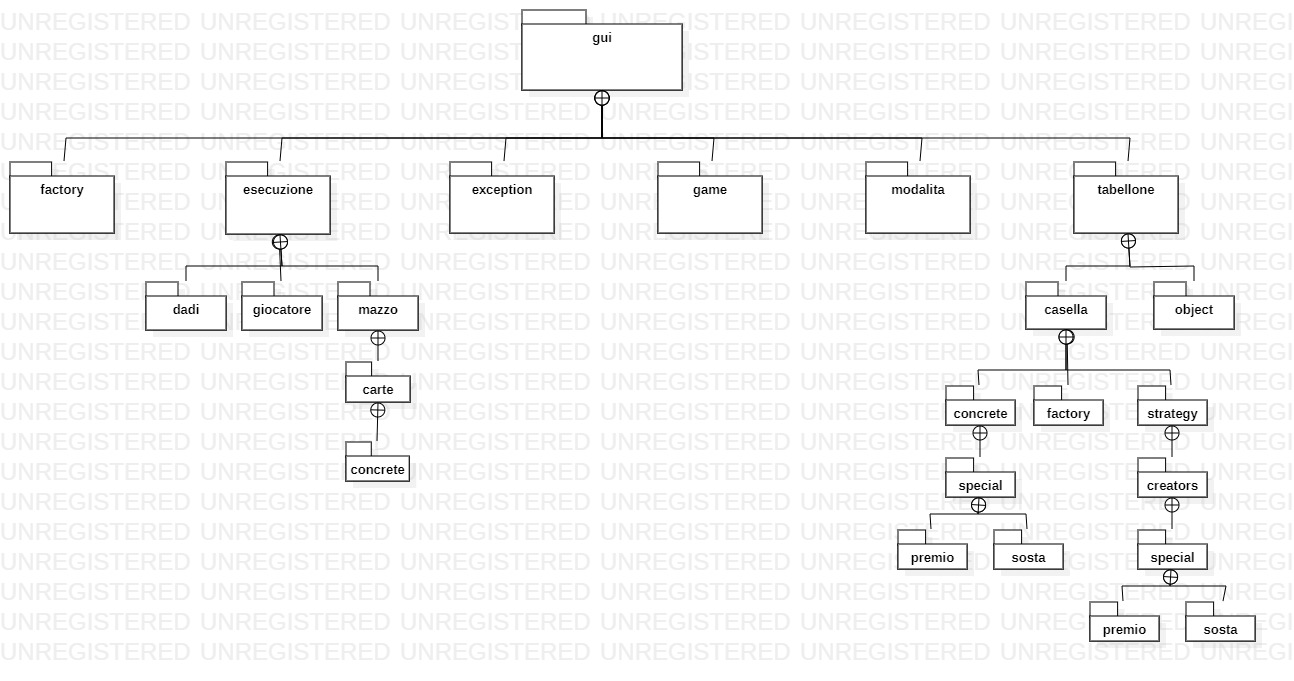 gui
factory
esecuzione
exception
game
modalita
tabellone
dadi
giocatore
mazzo
casella
object
carte
concrete
factory
strategy
concrete
special
creators
premio
sosta
special
premio
sosta
UNREGISTERED UNREGISTERED UNREGISTERED UNREGISTERED UNREGISTERED UNREGISTERED UNREGI